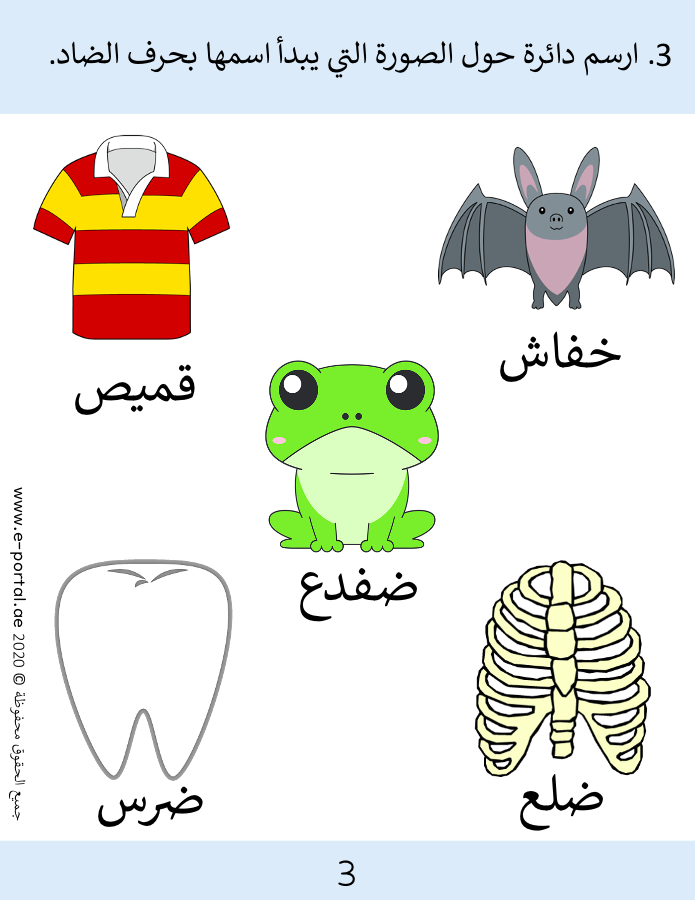 3. ارسم دائرة حول الصورة التي يبدأ اسمها بحرف الضاد.
خفاش
قميص
ضفدع
ضلع
ضرس
جميع الحقوق محفوظة © 2020 www.e-portal.ae
3